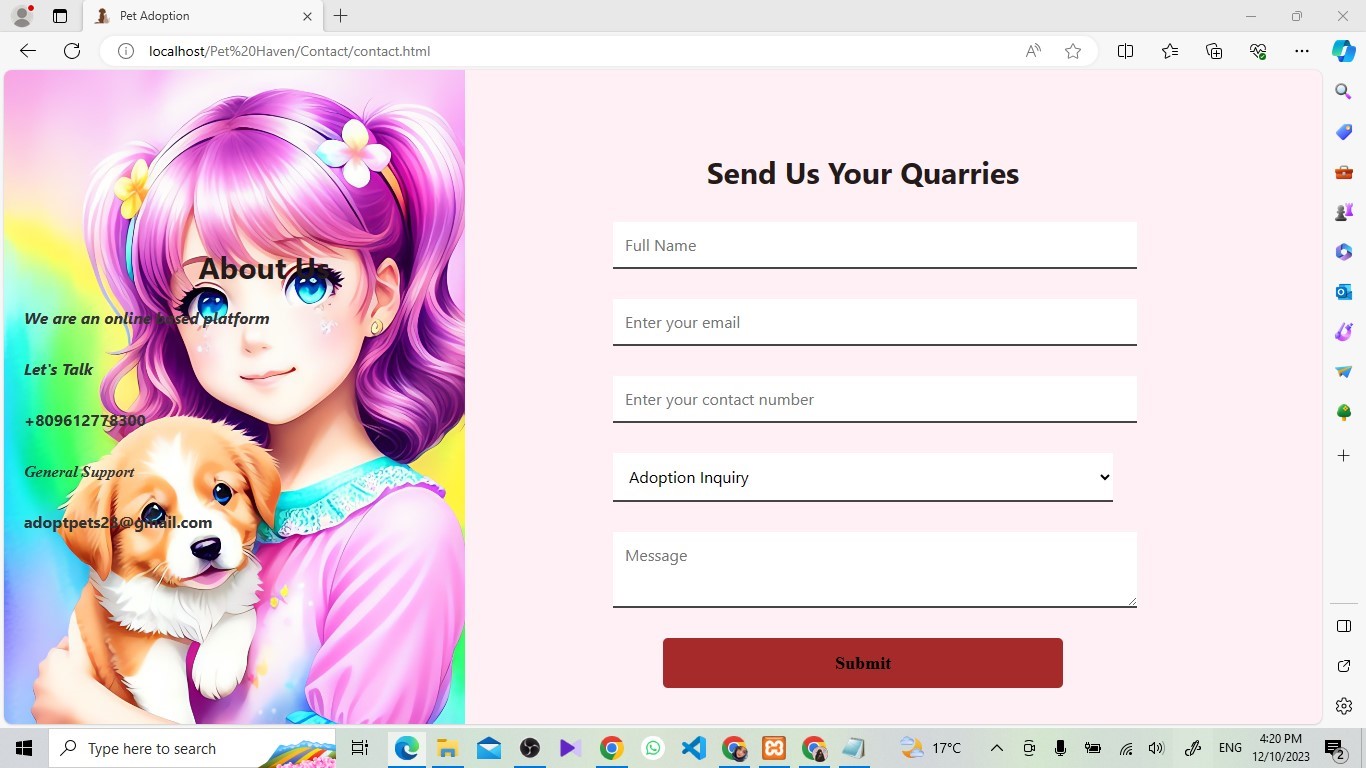 Pet Adoption
localhost/Pet%20Haven/Contact/contact.html
About Us
We are an online based platform
Let's Talk
+809612778300
General Support
adoptpets23@gmail.com
Send Us Your Quarries
Full Name
Enter your email
Enter your contact number
Adoption Inquiry
Message
Submit
Type here to search
17°C
ENG
4:20 PM
12/10/2023
2